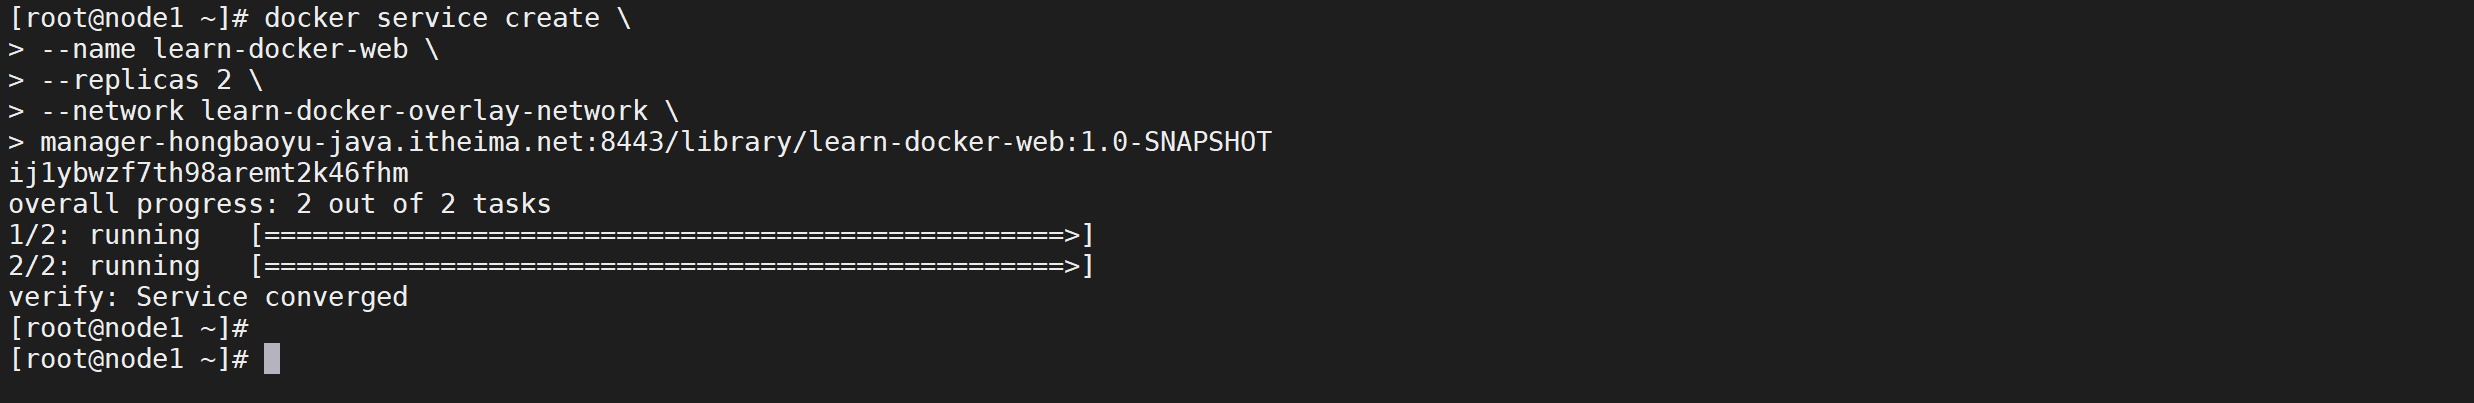 [root@node1 ~]# docker service create \
> --name learn-docker-web \
> --replicas 2 \
> --network learn-docker-overlay-network \
> manager-hongbaoyu-java.itheima.net:8443/library/learn-docker-web:1.0-SNAPSHOT
ij1ybwzf7th98aremt2k46fhm
overall progress: 2 out of 2 tasks
1/2: running   [==================================================>]
2/2: running   [==================================================>]
verify: Service converged
[root@node1 ~]#
[root@node1 ~]#